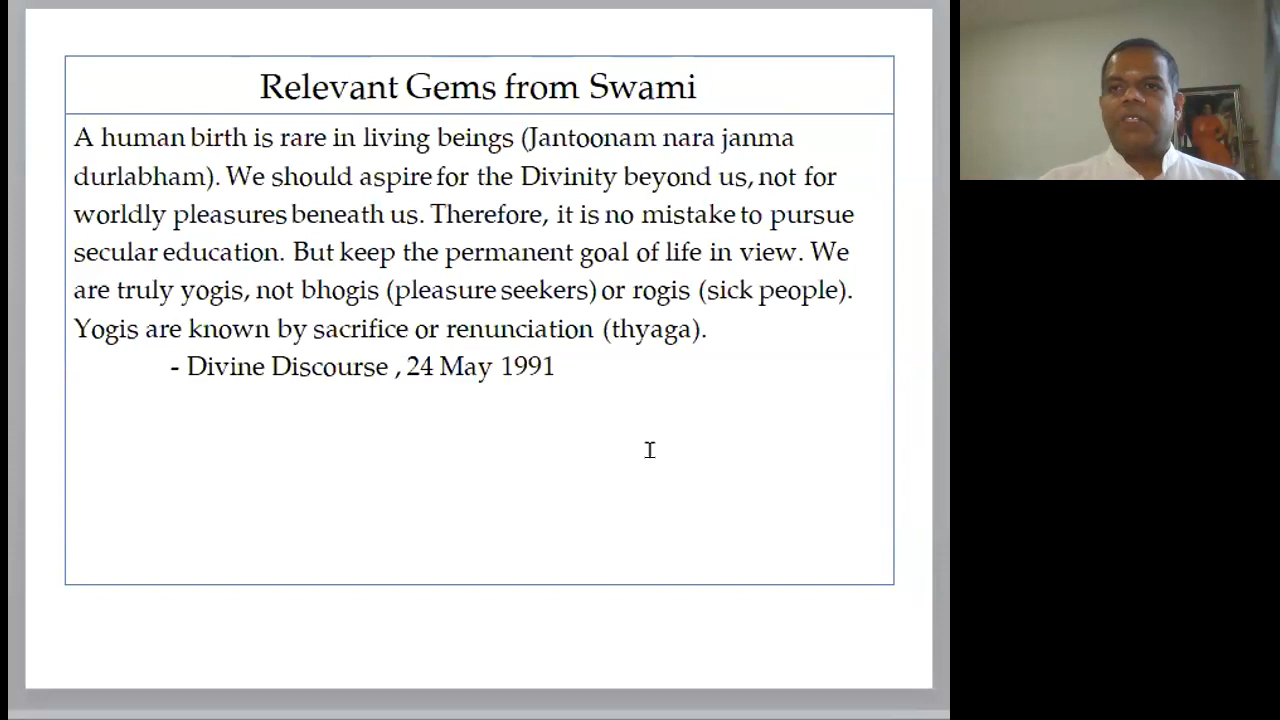 Relevant Gems from Swami
A human birth is rare in living beings (Jantoonam nara janma
durlabham). We should aspire for the Divinity beyond us, not for
worldly pleasures beneath us. Therefore, it is no mistake to pursue
secular education. But keep the permanent goal of life in view. We
are truly yogis, not bhogis (pleasure seekers) or rogis (sick people).
Yogis are known by sacrifice or renunciation (thyaga).
- Divine Discourse , 24 May 1991